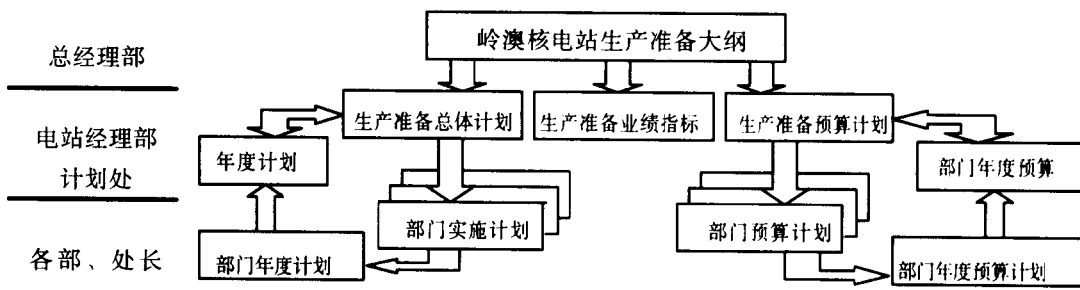 岭澳核电站生产准备大纲
总经理部
生产准备总体计划
生产准备业绩指标
生产准备预算计划
电站经理部
计划处
年度计划
部门年度预算
部门实施计划
部门预算计划
各部、处长
部门年度计划
部门年度预算计划